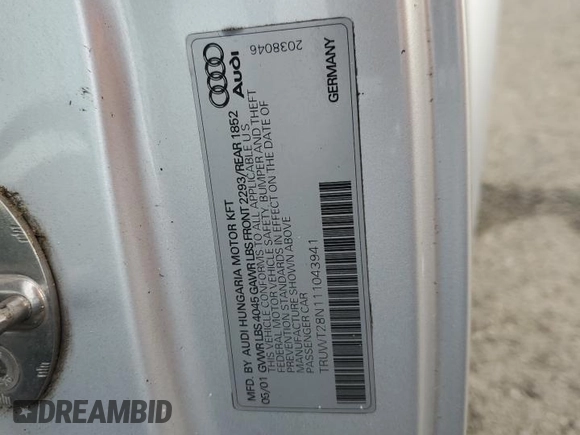 Audi
2038046
MFD. BY AUDI HUNGARIA MOTOR KFT
06/01 GVWR LBS 4045 GAWR LBS FRONT 2293/REAR 1852
THIS VEHICLE CONFORMS TO ALL APPLICABLE U S
FEDERAL MOTOR VEHICLE SAFETY, BUMPER AND THEFT
PREVENTION STANDARDS IN EFFECT ON THE DATE OF
MANUFACTURE SHOWN ABOVE
PASSENGER CAR
GERMANY
TRUWT28N111043941
DREAMBID